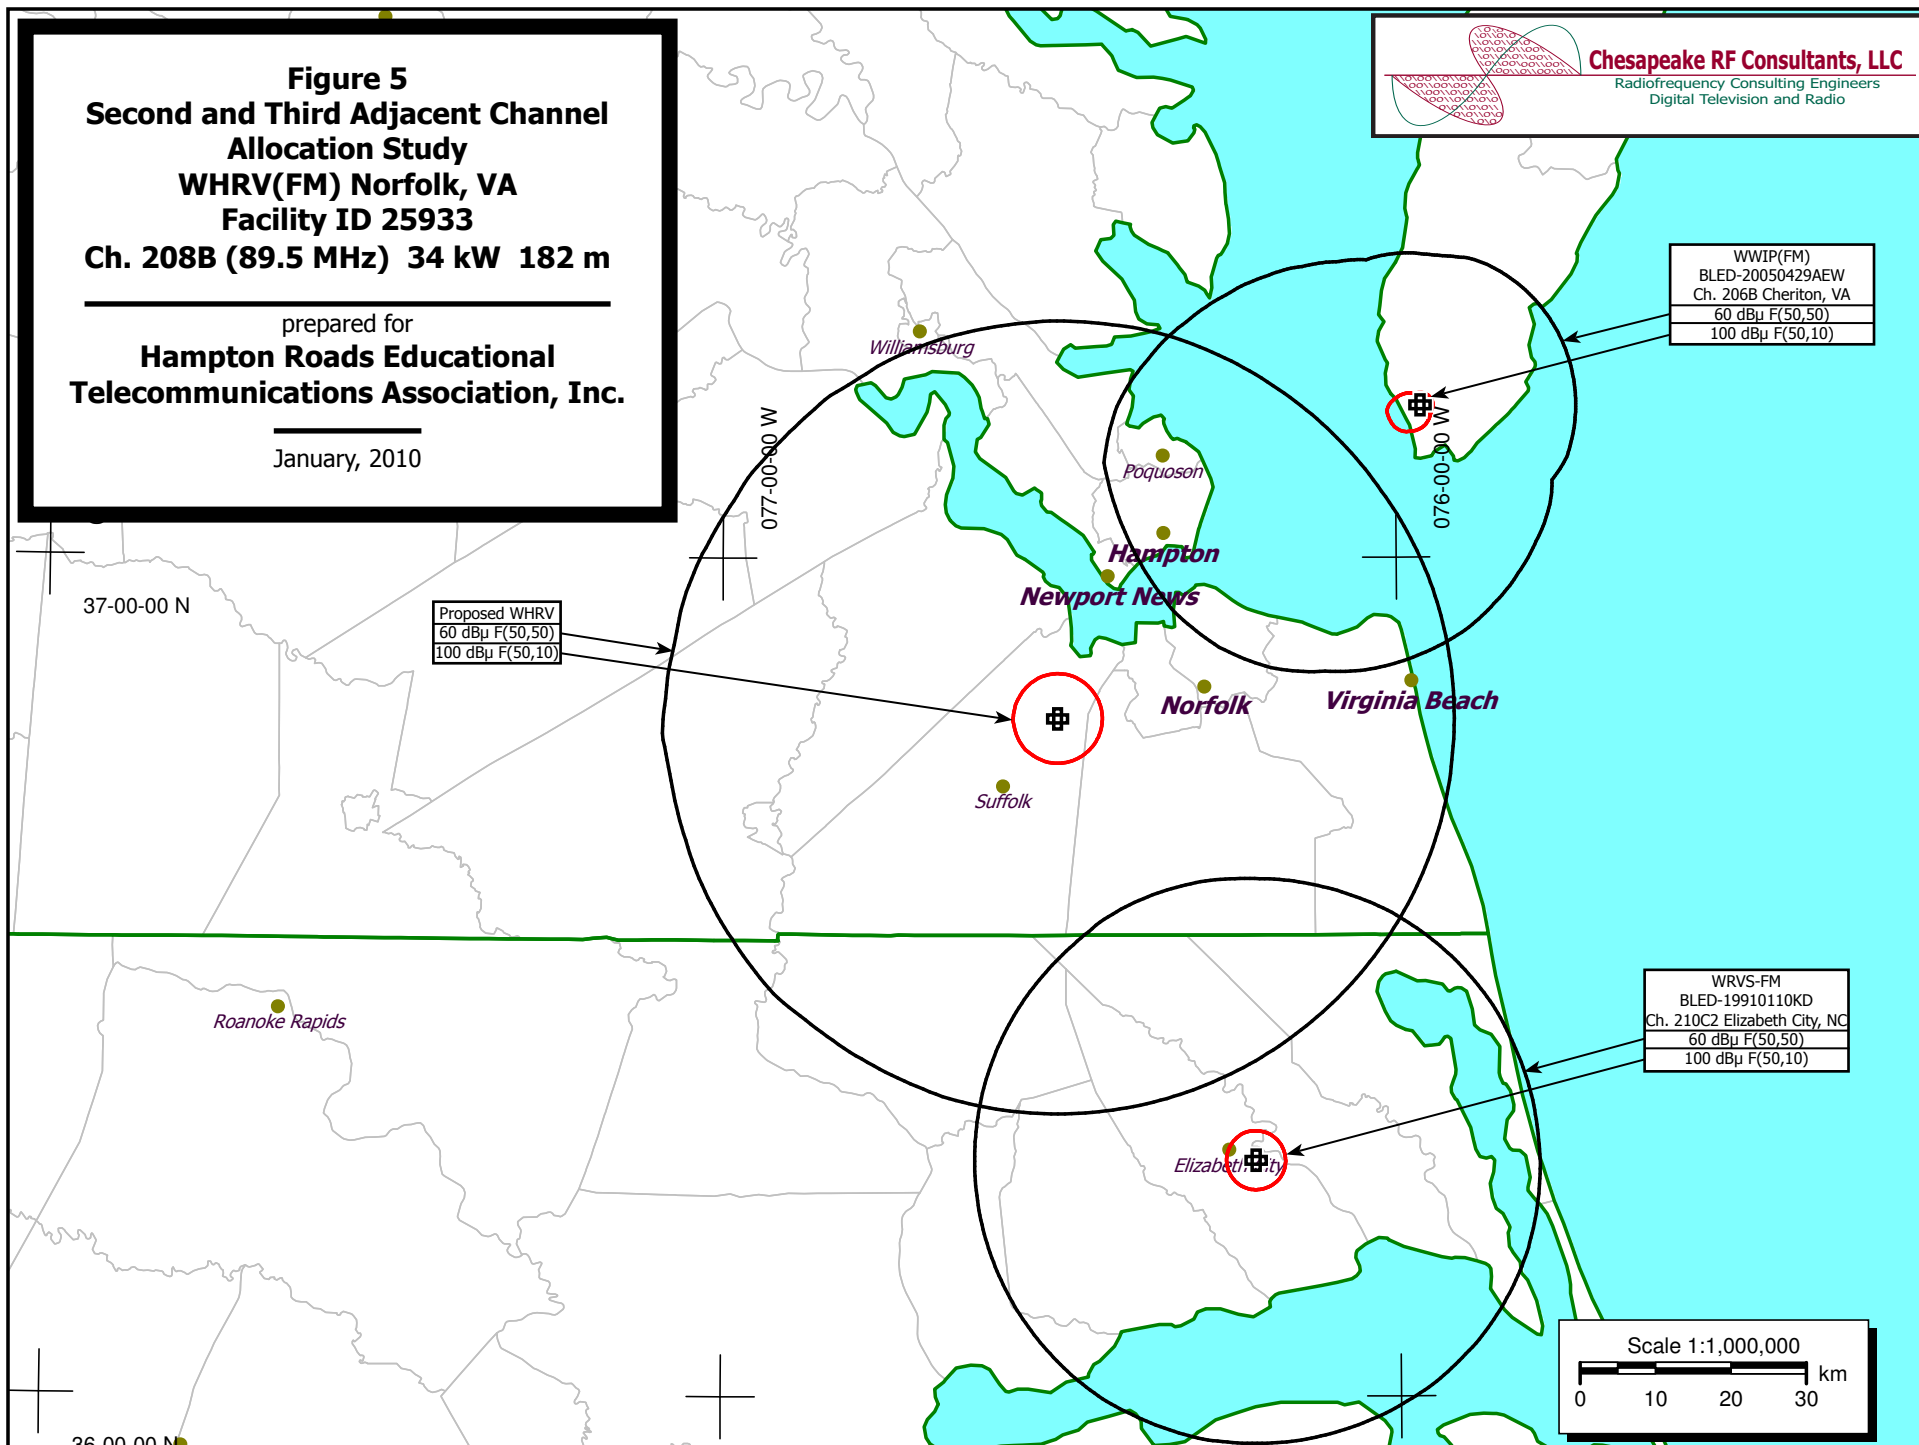 Figure 5
Second and Third Adjacent Channel
Allocation Study
WHRV(FM) Norfolk, VA
Facility ID 25933
Ch. 208B (89.5 MHz)  34 kW  182 m
prepared for
Hampton Roads Educational
Telecommunications Association, Inc.
January, 2010
Chesapeake RF Consultants, LLC
Radiofrequency Consulting Engineers
Digital Television and Radio
WWIP(FM)
BLED-20050429AEW
Ch. 206B Cheriton, VA
60 dBµ F(50,50)
100 dBµ F(50,10)
Williamsburg
077-00-00 W
076-00-00 W
Poquoson
Hampton
Newport News
37-00-00 N
Proposed WHRV
60 dBµ F(50,50)
100 dBµ F(50,10)
Norfolk
Virginia Beach
Suffolk
Roanoke Rapids
WRVS-FM
BLED-19910110KD
Ch. 210C2 Elizabeth City, NC
60 dBµ F(50,50)
100 dBµ F(50,10)
Elizabeth City
Scale 1:1,000,000
km
0 10 20 30
36-00-00 N